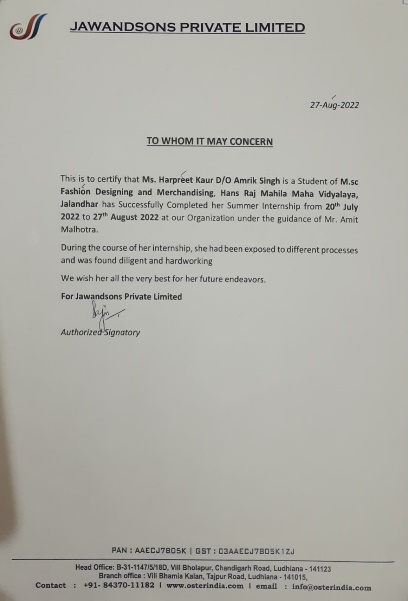 JAWANDSONS PRIVATE LIMITED
27-Aug-2022
TO WHOM IT MAY CONCERN
This is to certify that Ms. Harpreet Kaur D/O Amrik Singh is a Student of M.sc
Fashion Designing and Merchandising, Hans Raj Mahila Maha Vidyalaya,
Jalandhar has Successfully Completed her Summer Internship from 20th July
2022 to 27th August 2022 at our Organization under the guidance of Mr. Amit
Malhotra.
During the course of her internship, she had been exposed to different processes
and was found diligent and hardworking
We wish her all the very best for her future endeavors.
For Jawandsons Private Limited
Authorized Signatory
PAN : AAECJ7805K | GST : 03AAECJ7805K1ZJ
Head Office: B-31-1147/5/18D, Vill Bholapur, Chandigarh Road, Ludhiana - 141123
Branch office : Vill Bhamia Kalan, Tajpur Road, Ludhiana - 141015,
Contact : +91- 84370-11182 | www.osterindia.com | email : info@osterindia.com